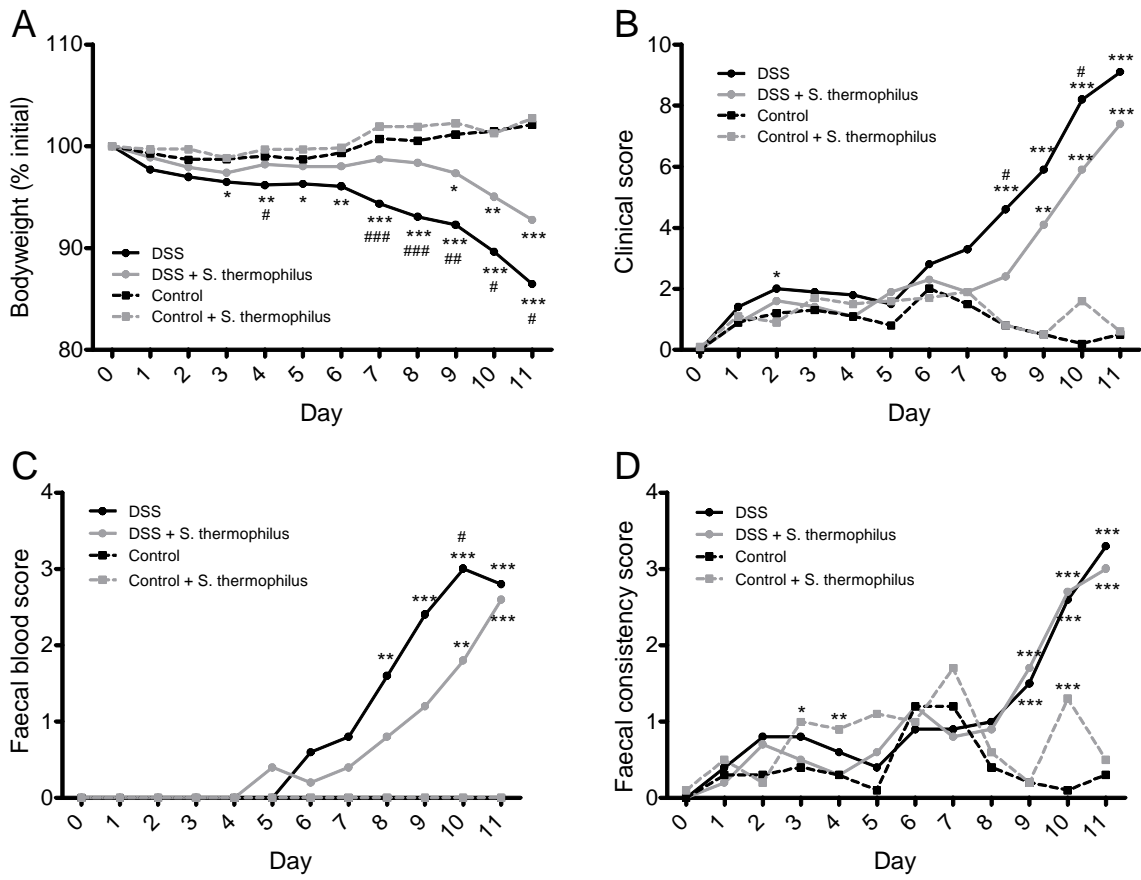 A
110
100
90
80
Bodyweight (% initial)
DSS
DSS + S. thermophilus
Control
Control + S. thermophilus
*
**
#
*
**
***
###
***
###
*
***
##
**
***
#
***
***
#
0 1 2 3 4 5 6 7 8 9 10 11
Day
B
10
8
6
4
2
0
Clinical score
DSS
DSS + S. thermophilus
Control
Control + S. thermophilus
*
#
***
***
**
#
***
***
***
***
0 1 2 3 4 5 6 7 8 9 10 11
Day
C
4
3
2
1
0
Faecal blood score
DSS
DSS + S. thermophilus
Control
Control + S. thermophilus
**
***
#
***
**
***
***
0 1 2 3 4 5 6 7 8 9 10 11
Day
D
4
3
2
1
0
Faecal consistency score
DSS
DSS + S. thermophilus
Control
Control + S. thermophilus
*
**
***
***
***
***
***
***
***
0 1 2 3 4 5 6 7 8 9 10 11
Day